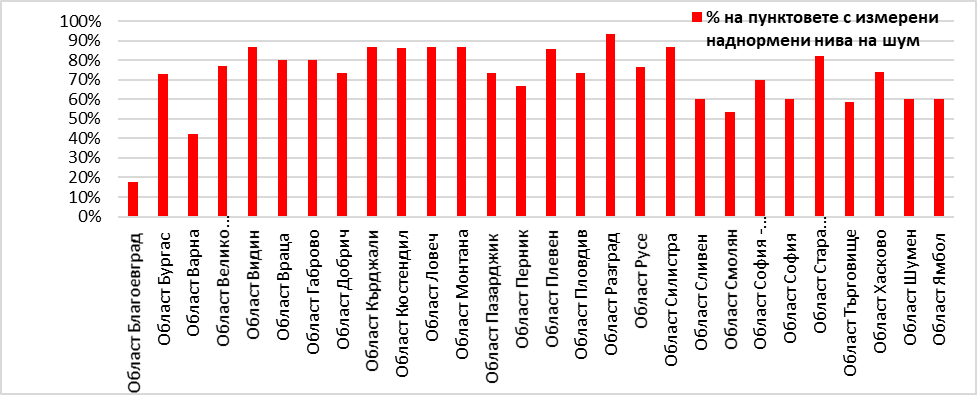 % на пунктовете с измерени
наднормени нива на шум
100%
90%
80%
70%
60%
50%
40%
30%
20%
10%
0%
Област Благоевград
Област Бургас
Област Варна
Област Велико…
Област Видин
Област Враца
Област Габрово
Област Добрич
Област Кърджали
Област Кюстендил
Област Ловеч
Област Монтана
Област Пазарджик
Област Перник
Област Плевен
Област Пловдив
Област Разград
Област Русе
Област Силистра
Област Сливен
Област Смолян
Област София -…
Област София
Област Стара…
Област Търговище
Област Хасково
Област Шумен
Област Ямбол